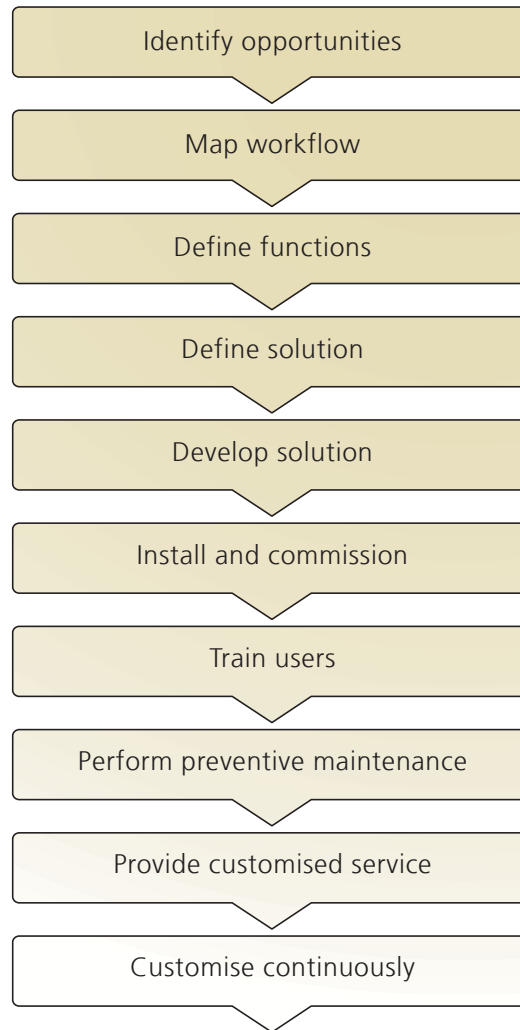 Identify opportunities
Map workflow
Define functions
Define solution
Develop solution
Install and commission
Train users
Perform preventive maintenance
Provide customised service
Customise continuously